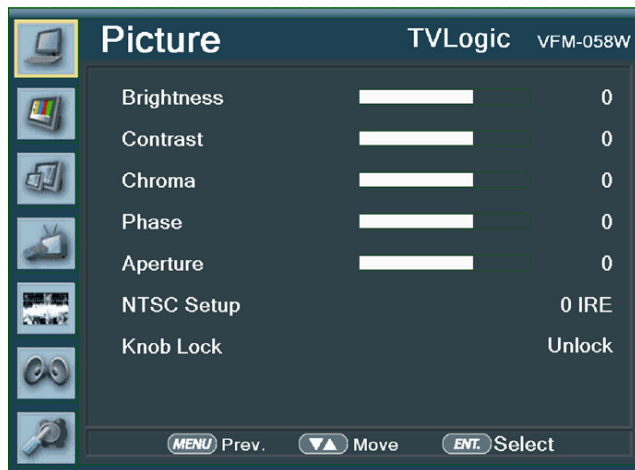 Picture TVLogic VFM-058W
Brightness 0
Contrast 0
Chroma 0
Phase 0
Aperture 0
NTSC Setup 0 IRE
Knob Lock Unlock
MENU Prev. ▼▲ Move ENT. Select